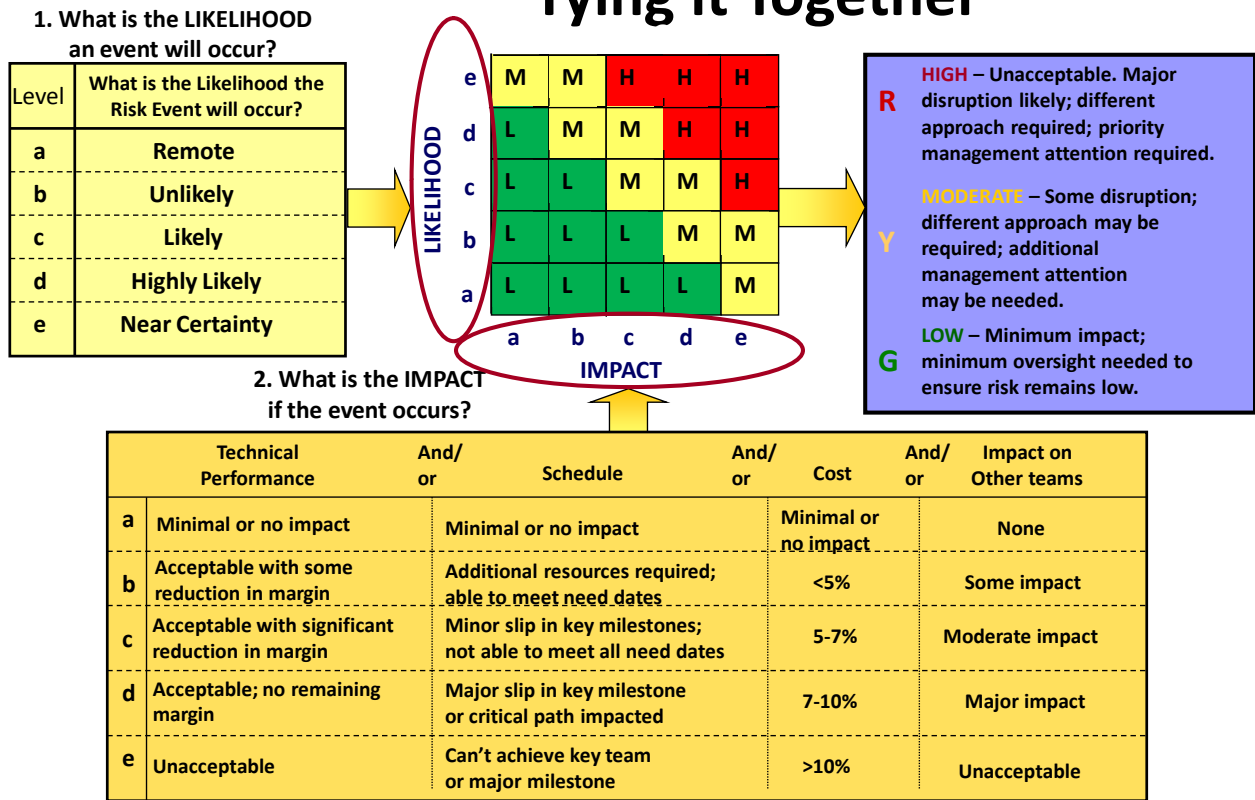 Tying It Together
1. What is the LIKELIHOOD
an event will occur?
Level
What is the Likelihood the
Risk Event will occur?
a Remote
b Unlikely
c Likely
d Highly Likely
e Near Certainty
LIKELIHOOD
e M M H H H
d L M M H H
c L L M M H
b L L L M M
a L L L L M
a b c d e
IMPACT
R
HIGH – Unacceptable. Major
disruption likely; different
approach required; priority
management attention required.
Y
MODERATE – Some disruption;
different approach may be
required; additional
management attention
may be needed.
G
LOW – Minimum impact;
minimum oversight needed to
ensure risk remains low.
2. What is the IMPACT
if the event occurs?
Technical And/ And/ And/ Impact on
Performance or Schedule or Cost or Other teams
a Minimal or no impact Minimal or no impact Minimal or None
no impact
b Acceptable with some Additional resources required; <5% Some impact
reduction in margin able to meet need dates
c Acceptable with significant Minor slip in key milestones; 5-7% Moderate impact
reduction in margin not able to meet all need dates
d Acceptable; no remaining Major slip in key milestone 7-10% Major impact
margin or critical path impacted
e Unacceptable Can't achieve key team >10% Unacceptable
or major milestone